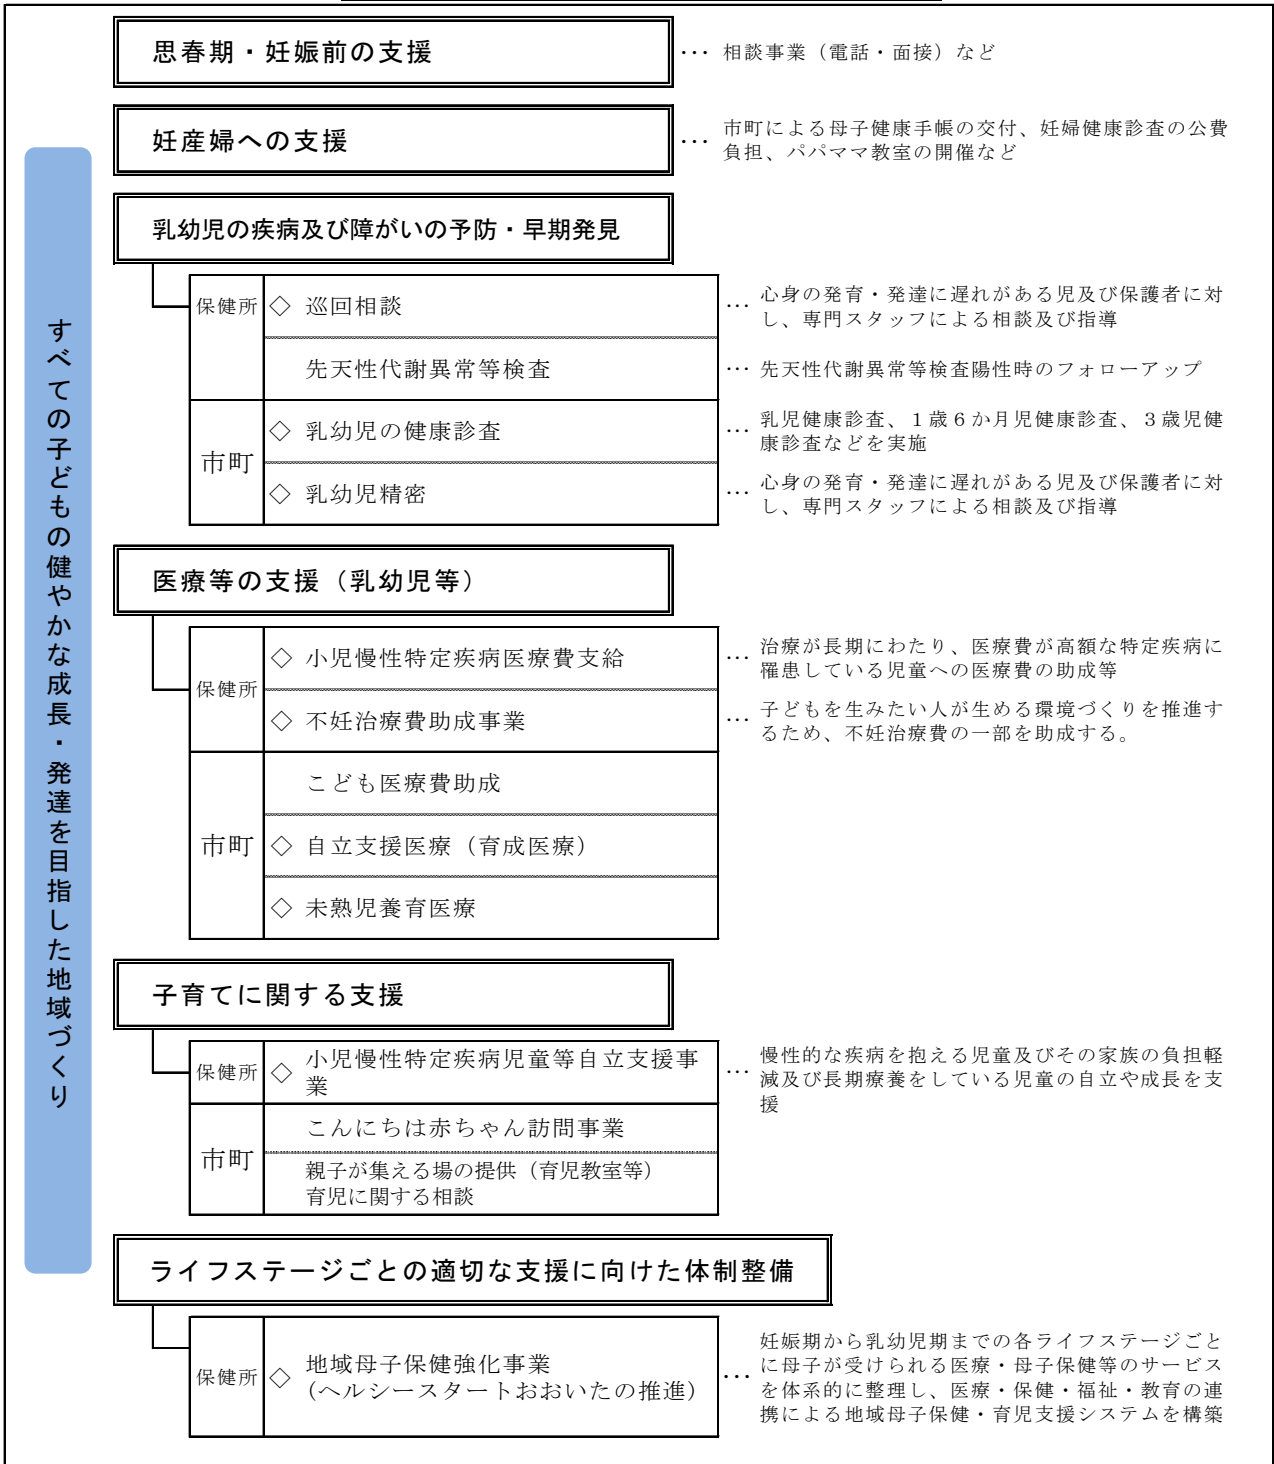 思春期・妊娠前の支援
… 相談事業（電話・面接）など
妊産婦への支援
… 市町による母子健康手帳の交付、妊婦健康診査の公費
負担、パパママ教室の開催など
すべての子どもの健やかな成長・発達を目指した地域づくり
乳幼児の疾病及び障がいの予防・早期発見
保健所
◇ 巡回相談
… 心身の発育・発達に遅れがある児及び保護者に対
し、専門スタッフによる相談及び指導
先天性代謝異常等検査
… 先天性代謝異常等検査陽性時のフォローアップ
市町
◇ 乳幼児の健康診査
… 乳児健康診査、１歳６か月児健康診査、３歳児健
康診査などを実施
◇ 乳幼児精密
… 心身の発育・発達に遅れがある児及び保護者に対
し、専門スタッフによる相談及び指導
医療等の支援（乳幼児等）
保健所
◇ 小児慢性特定疾病医療費支給
… 治療が長期にわたり、医療費が高額な特定疾病に
罹患している児童への医療費の助成等
◇ 不妊治療費助成事業
… 子どもを生みたい人が生める環境づくりを推進す
るため、不妊治療費の一部を助成する。
市町
こども医療費助成
◇ 自立支援医療（育成医療）
◇ 未熟児養育医療
子育てに関する支援
保健所
◇ 小児慢性特定疾病児童等自立支援事
業
… 慢性的な疾病を抱える児童及びその家族の負担軽
減及び長期療養をしている児童の自立や成長を支
援
市町
こんにちは赤ちゃん訪問事業
親子が集える場の提供（育児教室等）
育児に関する相談
ライフステージごとの適切な支援に向けた体制整備
保健所
◇ 地域母子保健強化事業
(ヘルシースタートおおいたの推進)
… 妊娠期から乳幼児期までの各ライフステージごと
に母子が受けられる医療・母子保健等のサービス
を体系的に整理し、医療・保健・福祉・教育の連
携による地域母子保健・育児支援システムを構築